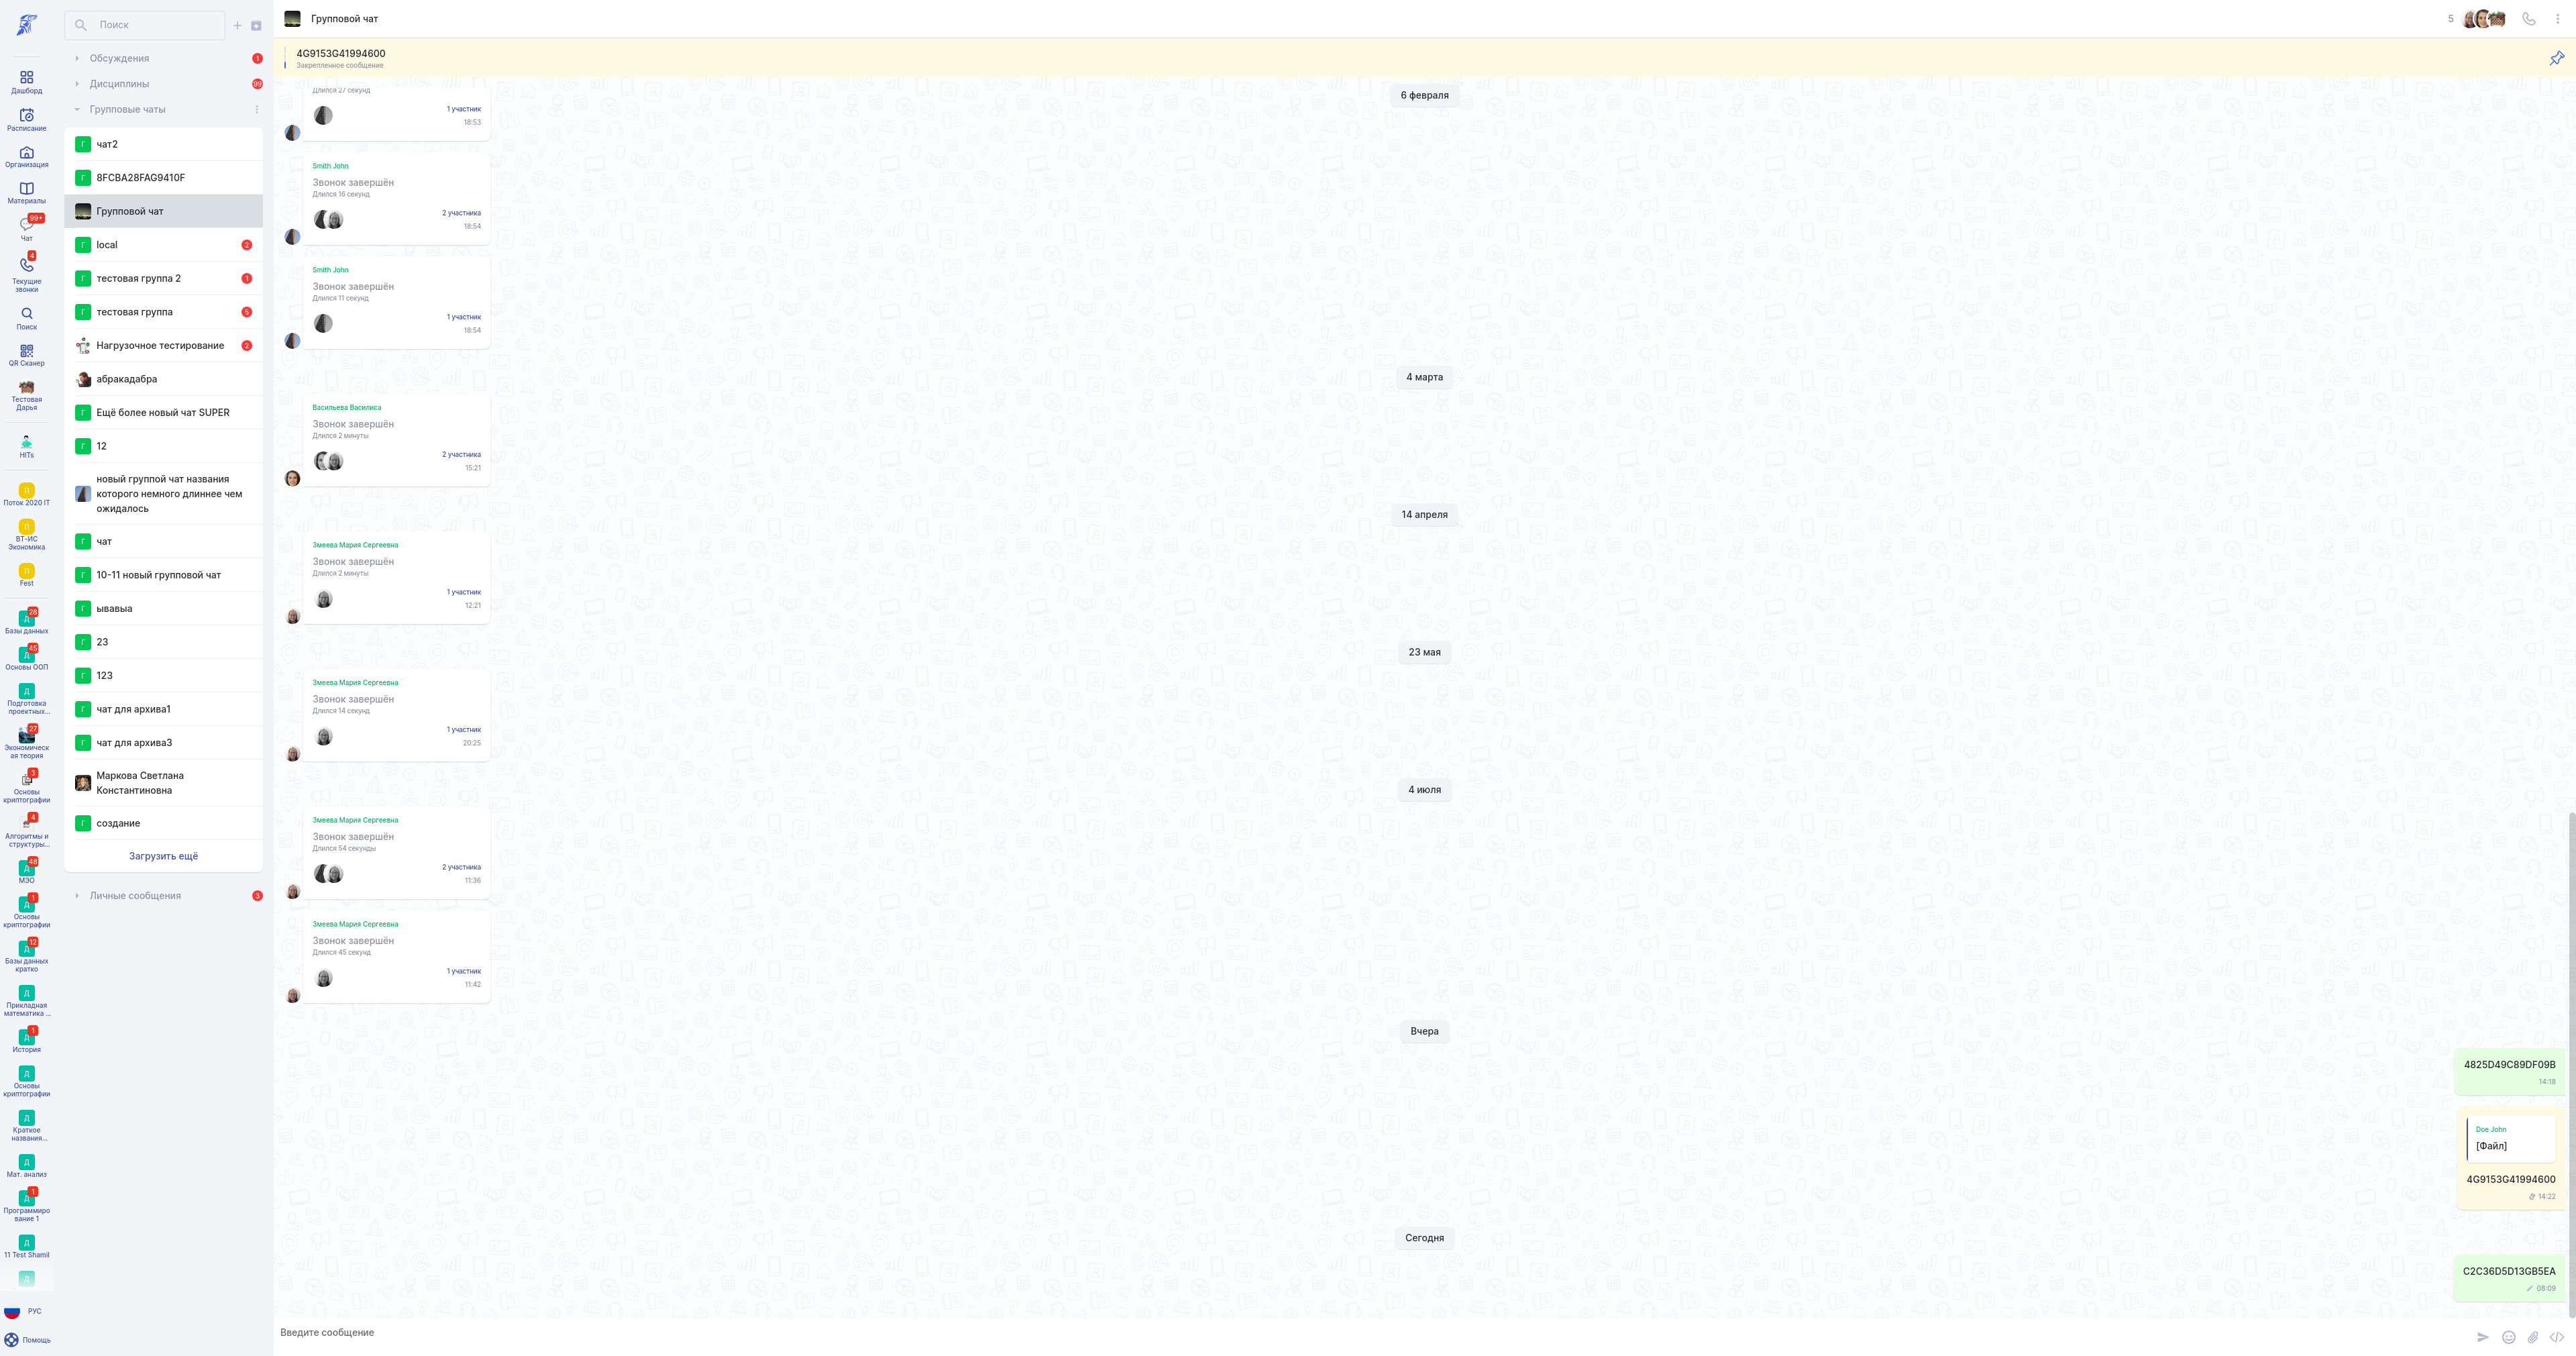 Дашборд
Расписание
Организация
Материалы
99+
Чат
4
Текущие
звонки
Поиск
QR Сканер
Тестовая
Дарья
HITs
П
Поток 2020 IT
П
ВТ-ИС
Экономика
П
Fest
28
Д
Базы данных
45
Д
Основы ООП
Д
Подготовка
проектных...
27
Экономическ
ая теория
3
Основы
криптографии
4
Алгоритмы и
структуры...
48
Д
МЭО
1
Д
Основы
криптографии
12
Д
Базы данных
кратко
Д
Прикладная
математика ...
1
Д
История
Д
Основы
криптографии
Д
Краткое
названия...
Д
Мат. анализ
1
Д
Программиро
вание 1
Д
11 Test Shamil
Д
РУС
Помощь
Поиск
Обсуждения 1
Дисциплины 99
Групповые чаты
Г чат2
Г 8FCBA28FAG9410F
Групповой чат
Г local 2
Г тестовая группа 2 1
Г тестовая группа 5
Нагрузочное тестирование 2
абракадабра
Г Ещё более новый чат SUPER
Г 12
новый группой чат названия
которого немного длиннее чем
ожидалось
Г чат
Г 10-11 новый групповой чат
Г ывавыа
Г 23
Г 123
Г чат для архива1
Г чат для архива3
Маркова Светлана
Константиновна
Г создание
Загрузить ещё
Личные сообщения 3
Групповой чат 5
4G9153G41994600
Закрепленное сообщение
6 февраля
Длился 27 секунд
1 участник
18:53
Smith John
Звонок завершён
Длился 16 секунд
2 участника
18:54
Smith John
Звонок завершён
Длился 11 секунд
1 участник
18:54
4 марта
Васильева Василиса
Звонок завершён
Длился 2 минуты
2 участника
15:21
14 апреля
Змеева Мария Сергеевна
Звонок завершён
Длился 2 минуты
1 участник
12:21
23 мая
Змеева Мария Сергеевна
Звонок завершён
Длился 14 секунд
1 участник
20:25
4 июля
Змеева Мария Сергеевна
Звонок завершён
Длился 54 секунды
2 участника
11:36
Змеева Мария Сергеевна
Звонок завершён
Длился 45 секунд
1 участник
11:42
Вчера
4825D49C89DF09B
14:18
Doe John
[Файл]
4G9153G41994600
14:22
Сегодня
C2C36D5D13GB5EA
08:09
Введите сообщение